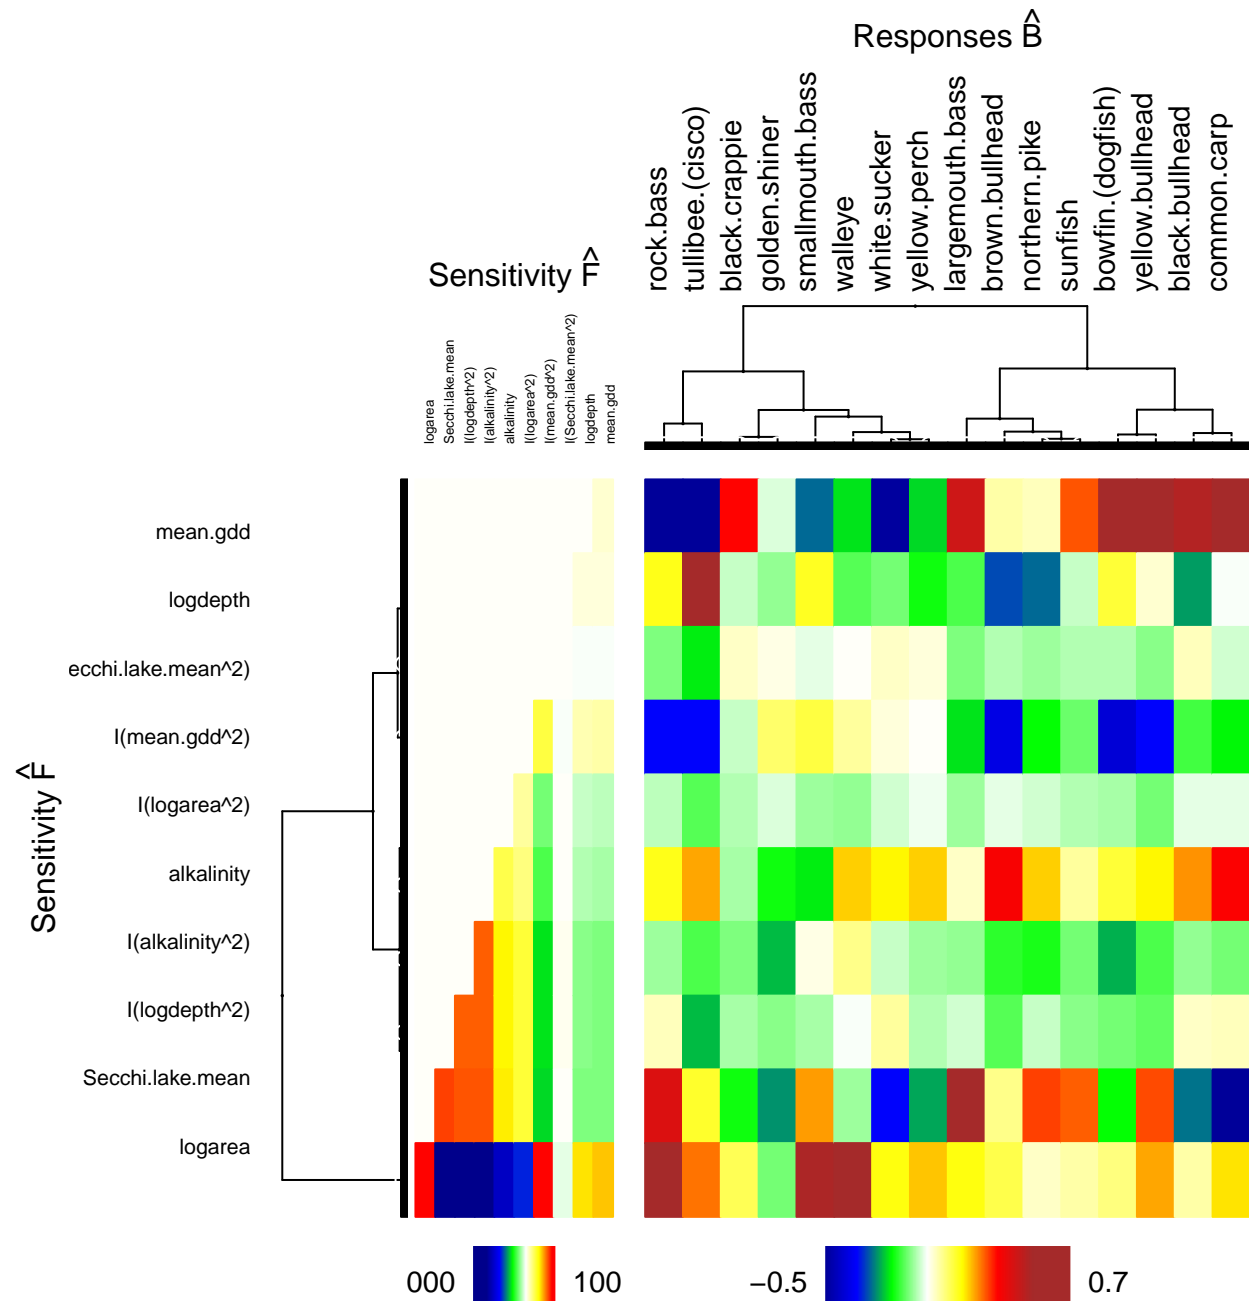 Responses B̂
rock.bass
tullibee.(cisco)
black.crappie
golden.shiner
smallmouth.bass
walleye
white.sucker
yellow.perch
largemouth.bass
brown.bullhead
northern.pike
sunfish
bowfin.(dogfish)
yellow.bullhead
black.bullhead
common.carp
Sensitivity F̂
logarea
Secchi.lake.mean
I(logdepth^2)
I(alkalinity^2)
alkalinity
I(logarea^2)
I(mean.gdd^2)
I(Secchi.lake.mean^2)
logdepth
mean.gdd
Sensitivity F̂
mean.gdd
logdepth
ecchi.lake.mean^2)
I(mean.gdd^2)
I(logarea^2)
alkalinity
I(alkalinity^2)
I(logdepth^2)
Secchi.lake.mean
logarea
000 100
−0.5 0.7